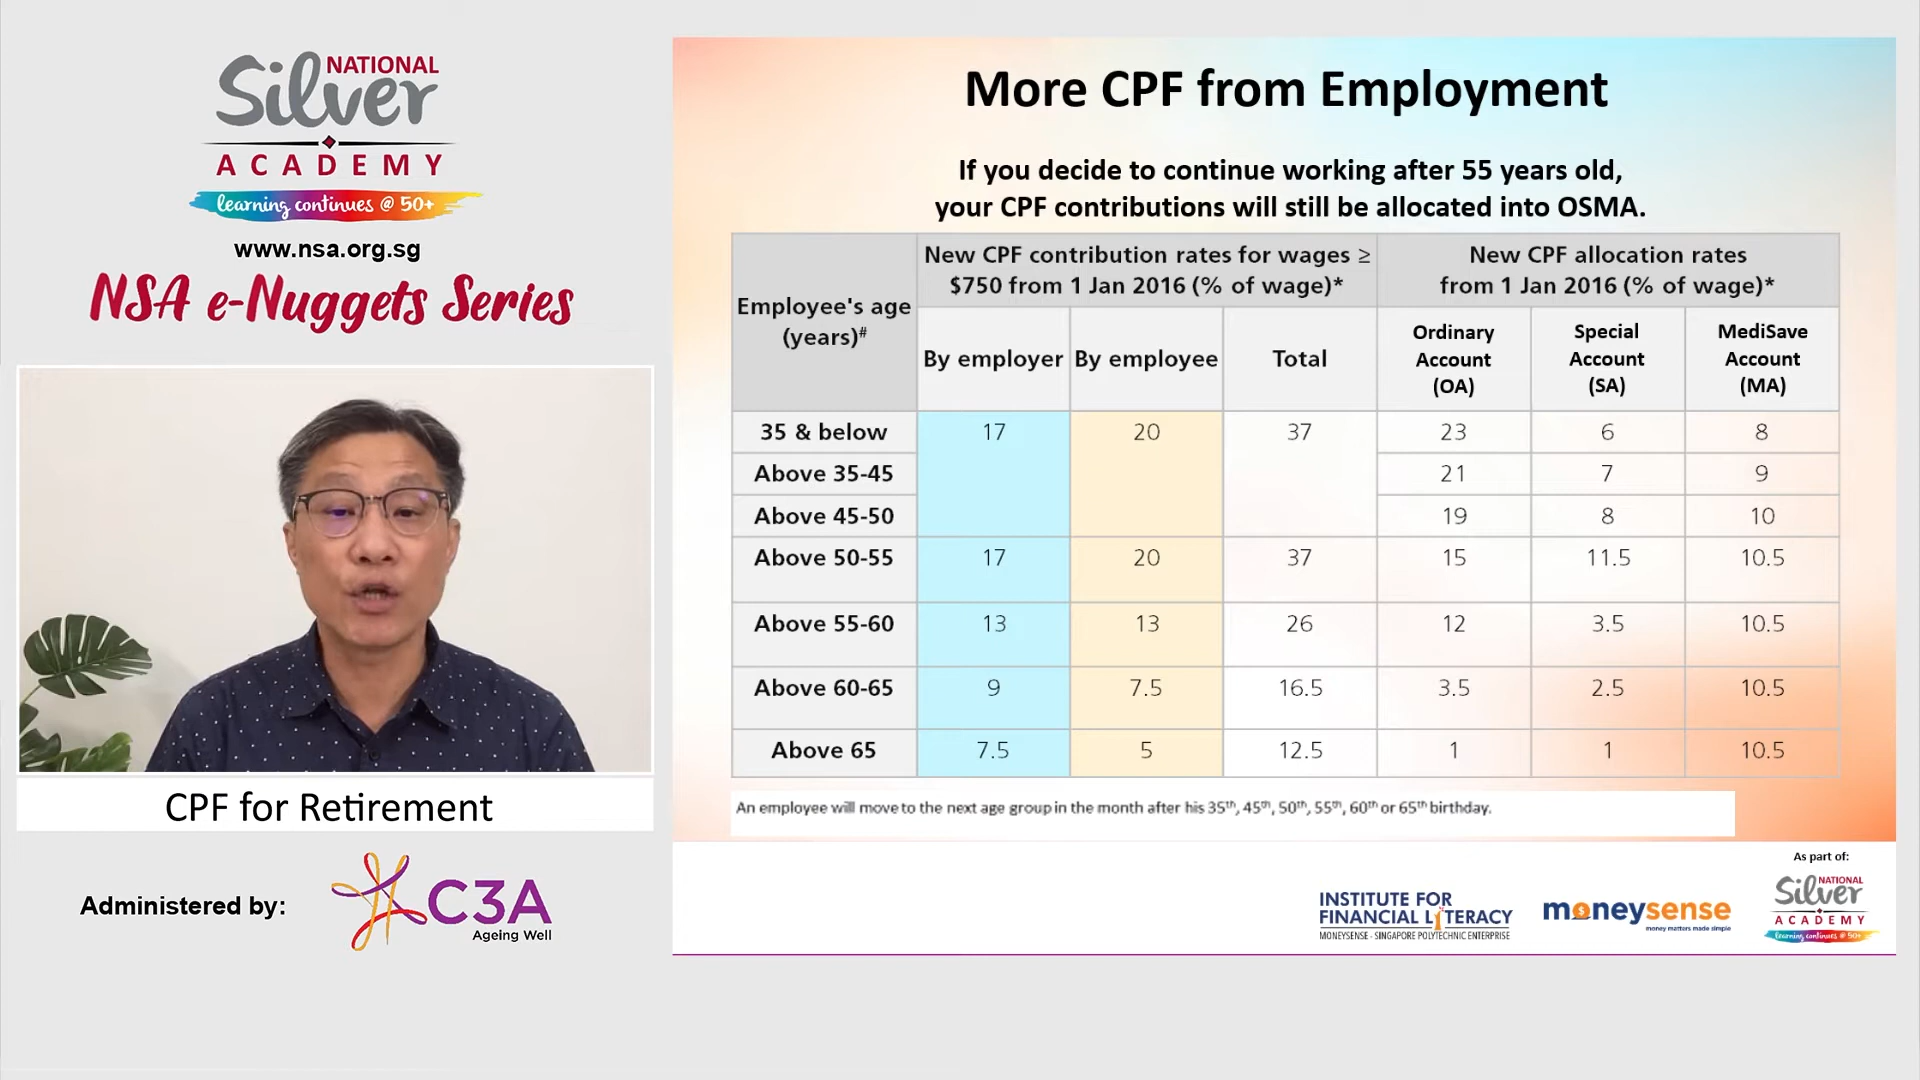 NATIONAL
Silver
ACADEMY
learning continues @ 50+
www.nsa.org.sg
NSA e-Nuggets Series
CPF for Retirement
Administered by:
C3A
Ageing Well
More CPF from Employment
If you decide to continue working after 55 years old,
your CPF contributions will still be allocated into OSMA.
Employee's age
(years)#
New CPF contribution rates for wages ≥
$750 from 1 Jan 2016 (% of wage)*
New CPF allocation rates
from 1 Jan 2016 (% of wage)*
By employer By employee Total
Ordinary
Account
(OA)
Special
Account
(SA)
MediSave
Account
(MA)
35 & below 17 20 37 23 6 8
Above 35-45 21 7 9
Above 45-50 19 8 10
Above 50-55 17 20 37 15 11.5 10.5
Above 55-60 13 13 26 12 3.5 10.5
Above 60-65 9 7.5 16.5 3.5 2.5 10.5
Above 65 7.5 5 12.5 1 1 10.5
An employee will move to the next age group in the month after his 35th, 45th, 50th, 55th, 60th or 65th birthday.
INSTITUTE FOR
FINANCIAL LITERACY
MONEYSENSE - SINGAPORE POLYTECHNIC ENTERPRISE
moneysense
money matters made simple
As part of:
NATIONAL
Silver
ACADEMY
learning continues @ 50+